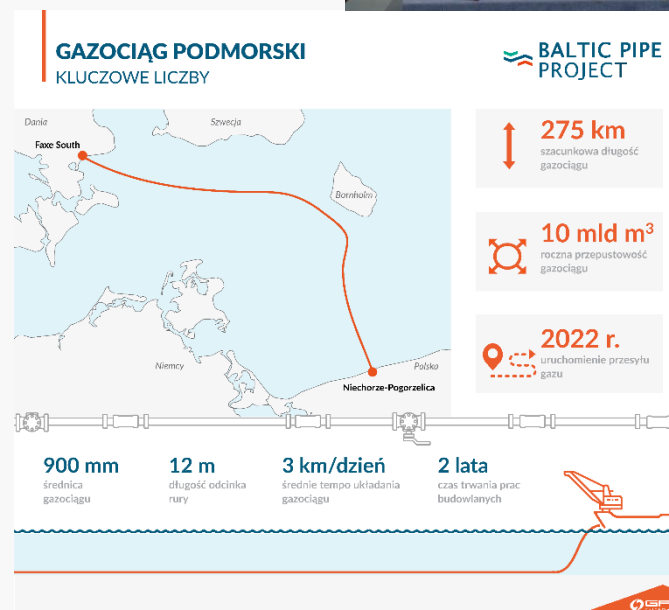 GAZOCIĄG PODMORSKI
KLUCZOWE LICZBY
BALTIC PIPE
PROJECT
Dania
Szwecja
Faxe South
Bornholm
Niemcy
Polska
Niechorze-Pogorzelica
275 km
szacunkowa długość
gazociągu
10 mld m³
roczna przepustowość
gazociągu
2022 r.
uruchomienie przesyłu
gazu
900 mm
średnica
gazociągu
12 m
długość odcinka
rury
3 km/dzień
średnie tempo układania
gazociągu
2 lata
czas trwania prac
budowlanych